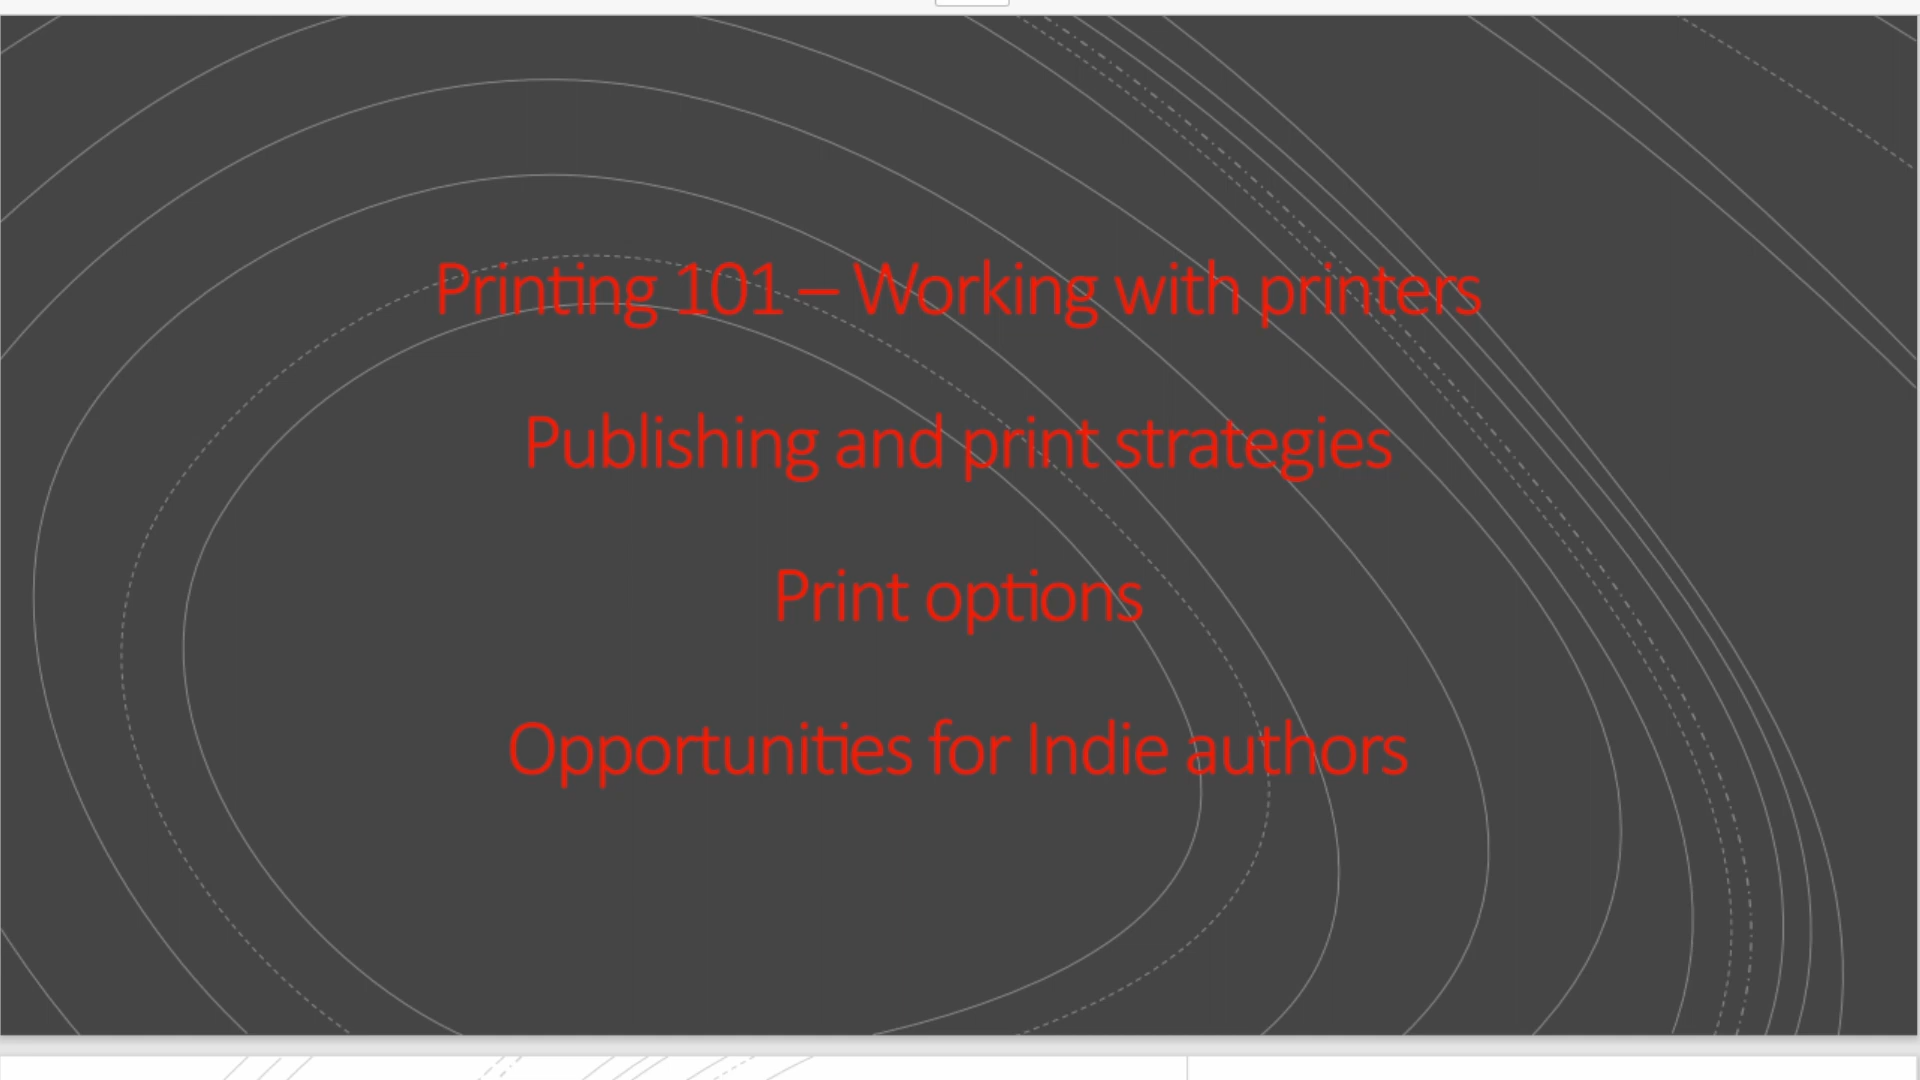 Printing 101 – Working with printers
Publishing and print strategies
Print options
Opportunities for Indie authors